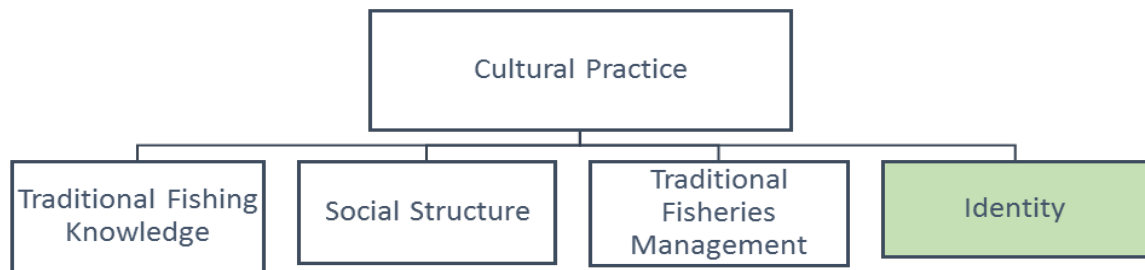 Cultural Practice
Traditional Fishing
Knowledge
Social Structure
Traditional
Fisheries
Management
Identity